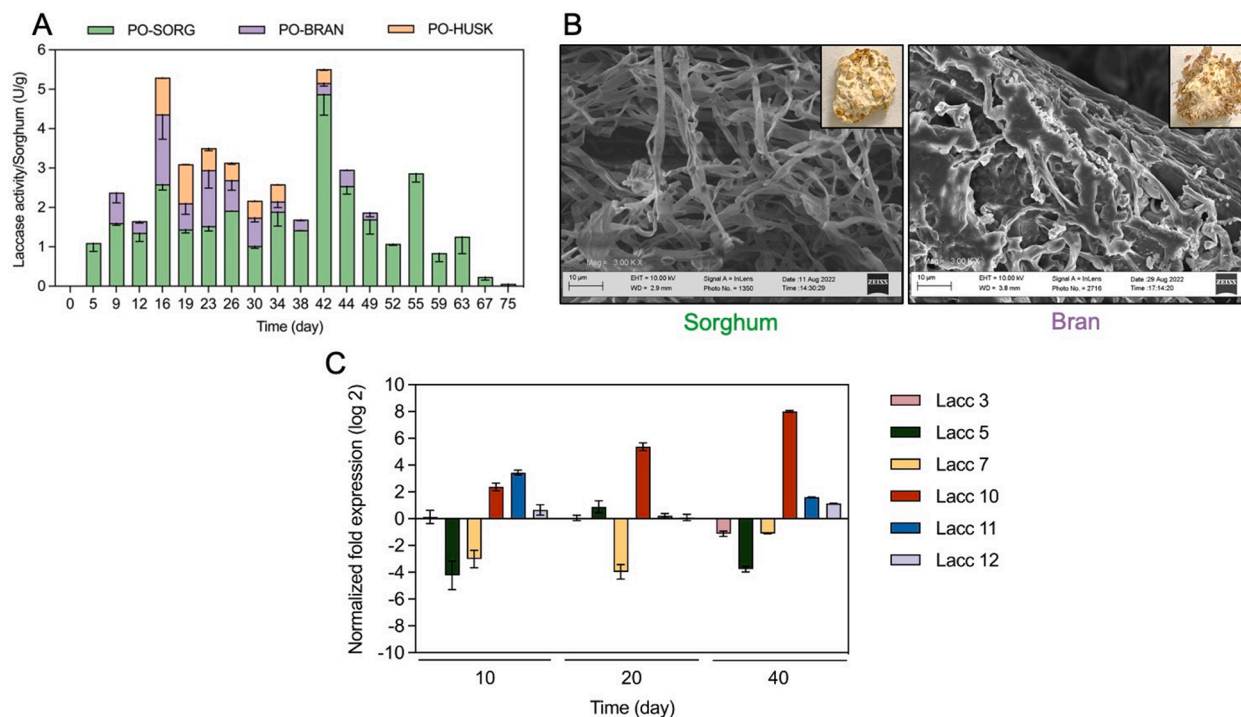 A
PO-SORG PO-BRAN PO-HUSK
Laccase activity/Sorghum (U/g)
6
5
4
3
2
1
0
0 5 9 12 16 19 23 26 30 34 38 42 44 49 52 55 59 63 67 75
Time (day)
B
Mag = 3.00 K X
10 µm EHT = 10.00 kV Signal A = InLens Date :11 Aug 2022
WD = 2.9 mm Photo No. = 1350 Time :14:30:29
ZEISS
Sorghum
Mag = 3.00 K X
10 µm EHT = 10.00 kV Signal A = InLens Date :29 Aug 2022
WD = 3.8 mm Photo No. = 2716 Time :17:14:20
ZEISS
Bran
C
Normalized fold expression (log 2)
10
8
6
4
2
0
-2
-4
-6
-8
-10
10 20 40
Time (day)
Lacc 3
Lacc 5
Lacc 7
Lacc 10
Lacc 11
Lacc 12